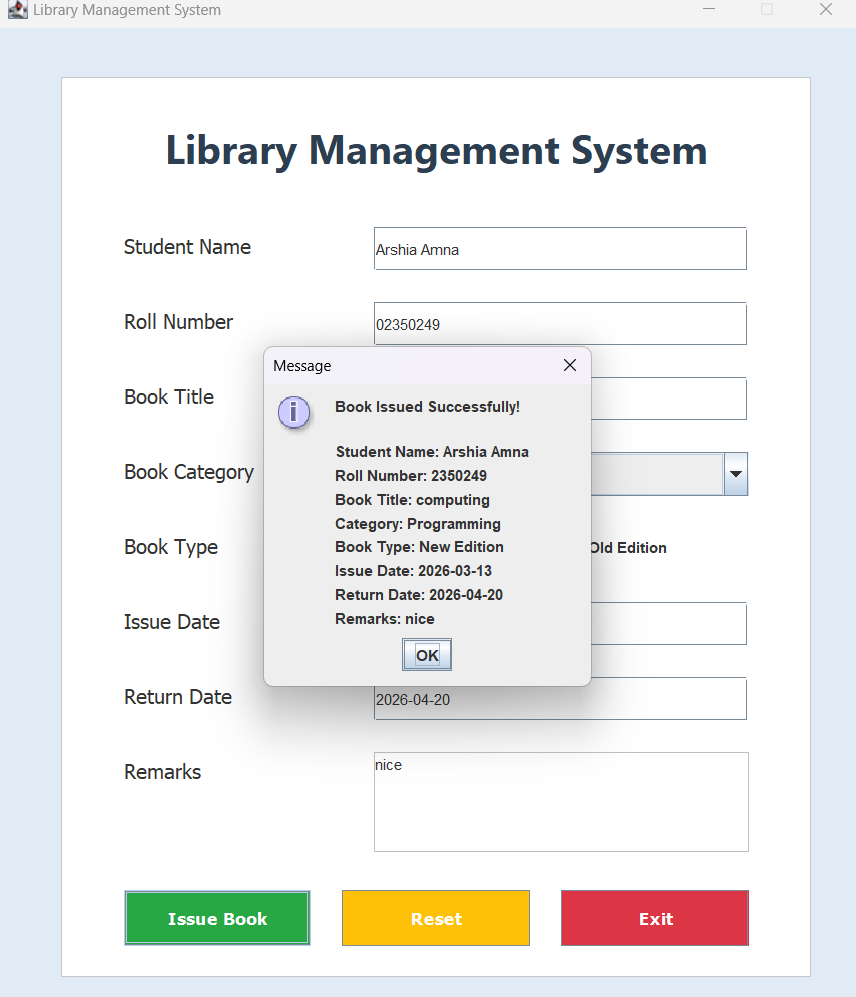 Library Management System
Library Management System
Student Name
Arshia Amna
Roll Number
02350249
Message
Book Title
Book Issued Successfully!
Student Name: Arshia Amna
Book Category
Roll Number: 2350249
Book Title: computing
Category: Programming
Book Type
Book Type: New Edition
Old Edition
Issue Date: 2026-03-13
Return Date: 2026-04-20
Issue Date
Remarks: nice
OK
Return Date
2026-04-20
Remarks
nice
Issue Book
Reset
Exit